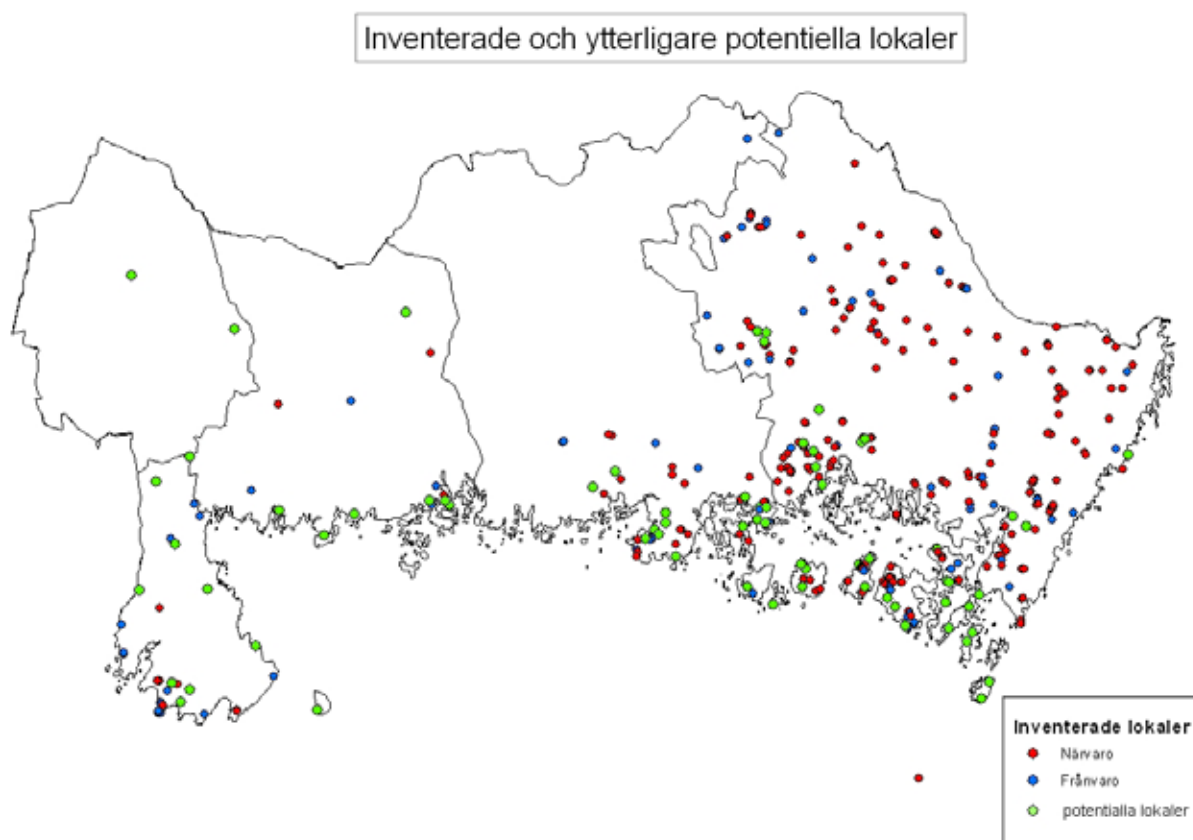 Inventerade och ytterligare potentiella lokaler
Inventerade lokaler
Närvaro
Frånvaro
potentialla lokaler